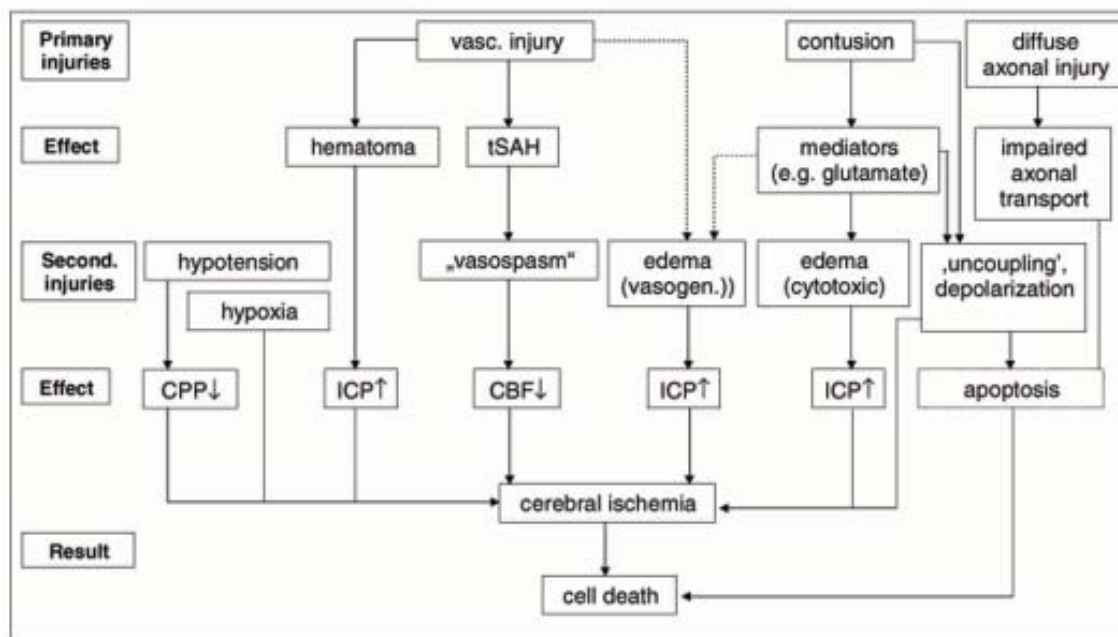 Primary
injuries
vasc. injury
contusion
diffuse
axonal injury
Effect
hematoma
tSAH
mediators
(e.g. glutamate)
impaired
axonal
transport
Second.
injuries
hypotension
hypoxia
„vasospasm“
edema
(vasogen.))
edema
(cytotoxic)
‚uncoupling‘,
depolarization
Effect
CPP↓
ICP↑
CBF↓
ICP↑
ICP↑
apoptosis
cerebral ischemia
Result
cell death